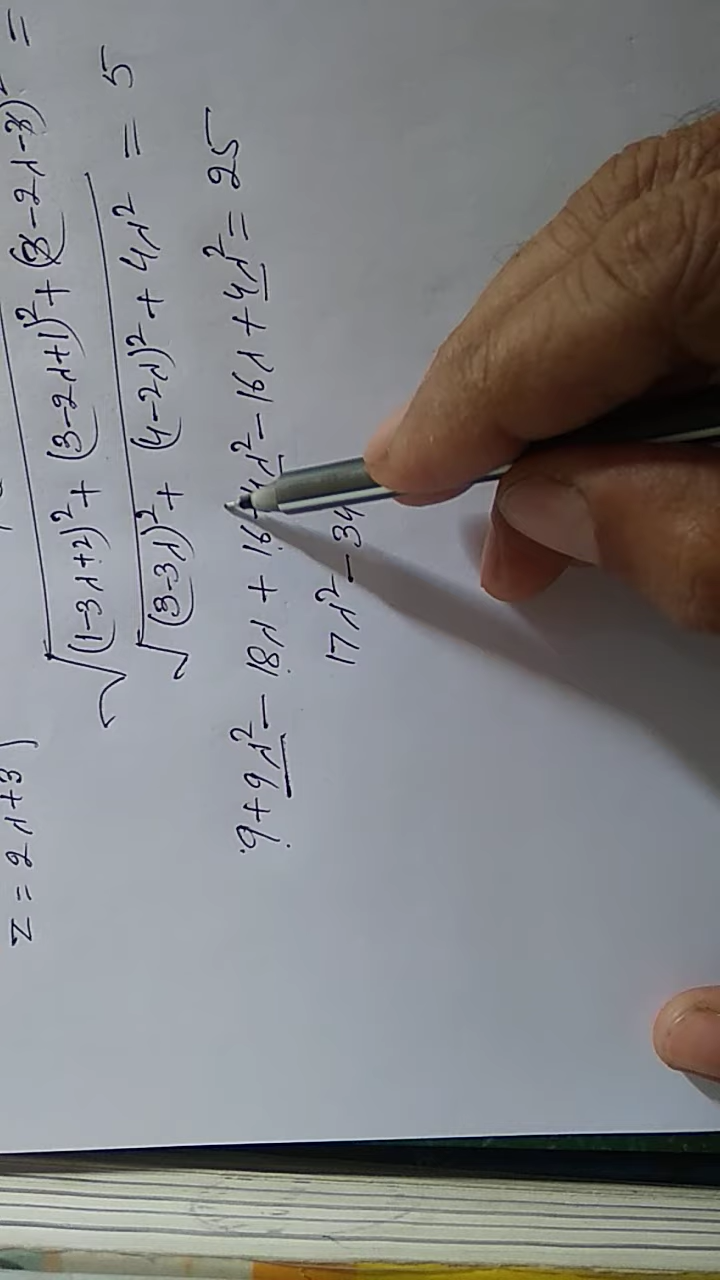 z = 2λ+3
√(1-3λ+2)²+(3-2λ+1)²+(3-2λ-3)² =
√(3-3λ)²+(4-2λ)²+4λ² = 5
9+9λ²-18λ+16+4λ²-16λ+4λ² = 25
17λ²-34